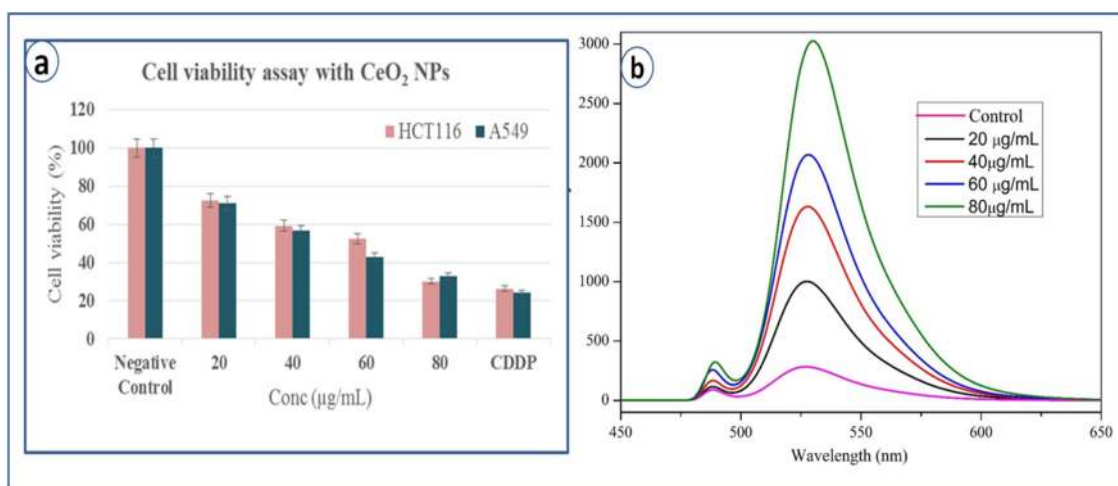 a
Cell viability assay with CeO₂ NPs
HCT116 A549
Cell viability (%)
120
100
80
60
40
20
0
Negative Control 20 40 60 80 CDDP
Conc (µg/mL)
b
3000
2500
2000
1500
1000
500
0
Control
20 µg/mL
40µg/mL
60 µg/mL
80µg/mL
450 500 550 600 650
Wavelength (nm)